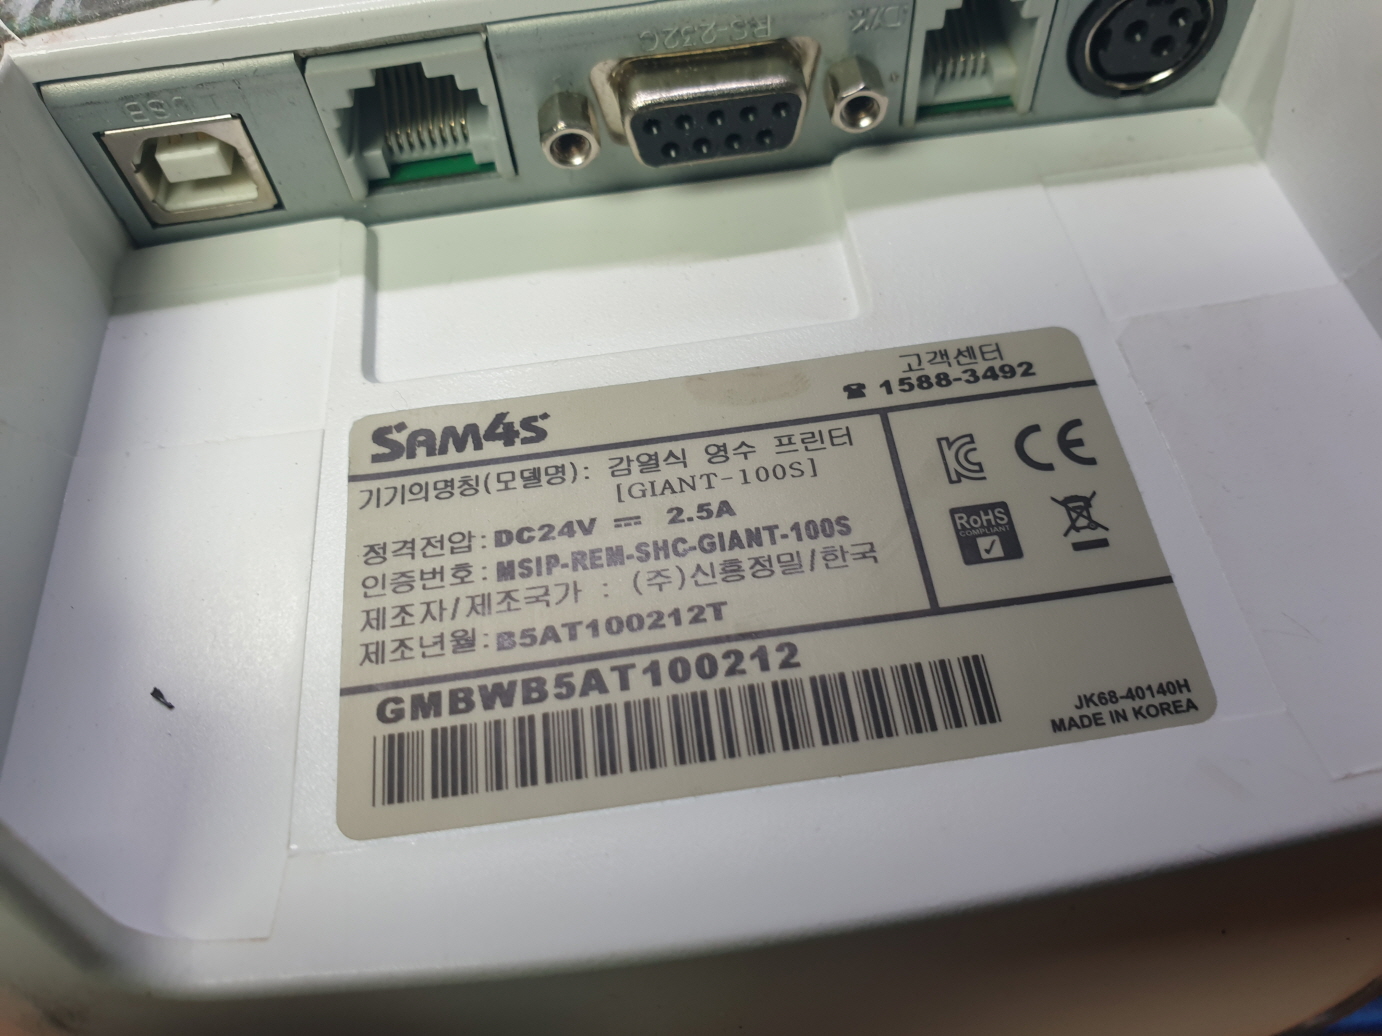 USB
RS-232C
D/K
고객센터
☎ 1588-3492
SAM4S
기기의명칭(모델명): 감열식 영수 프린터
[GIANT-100S]
정격전압: DC24V ⎓ 2.5A
인증번호: MSIP-REM-SHC-GIANT-100S
제조자/제조국가 : (주)신흥정밀/한국
제조년월: B5AT100212T
CE
RoHS
COMPLIANT
GMBWB5AT100212
JK68-40140H
MADE IN KOREA